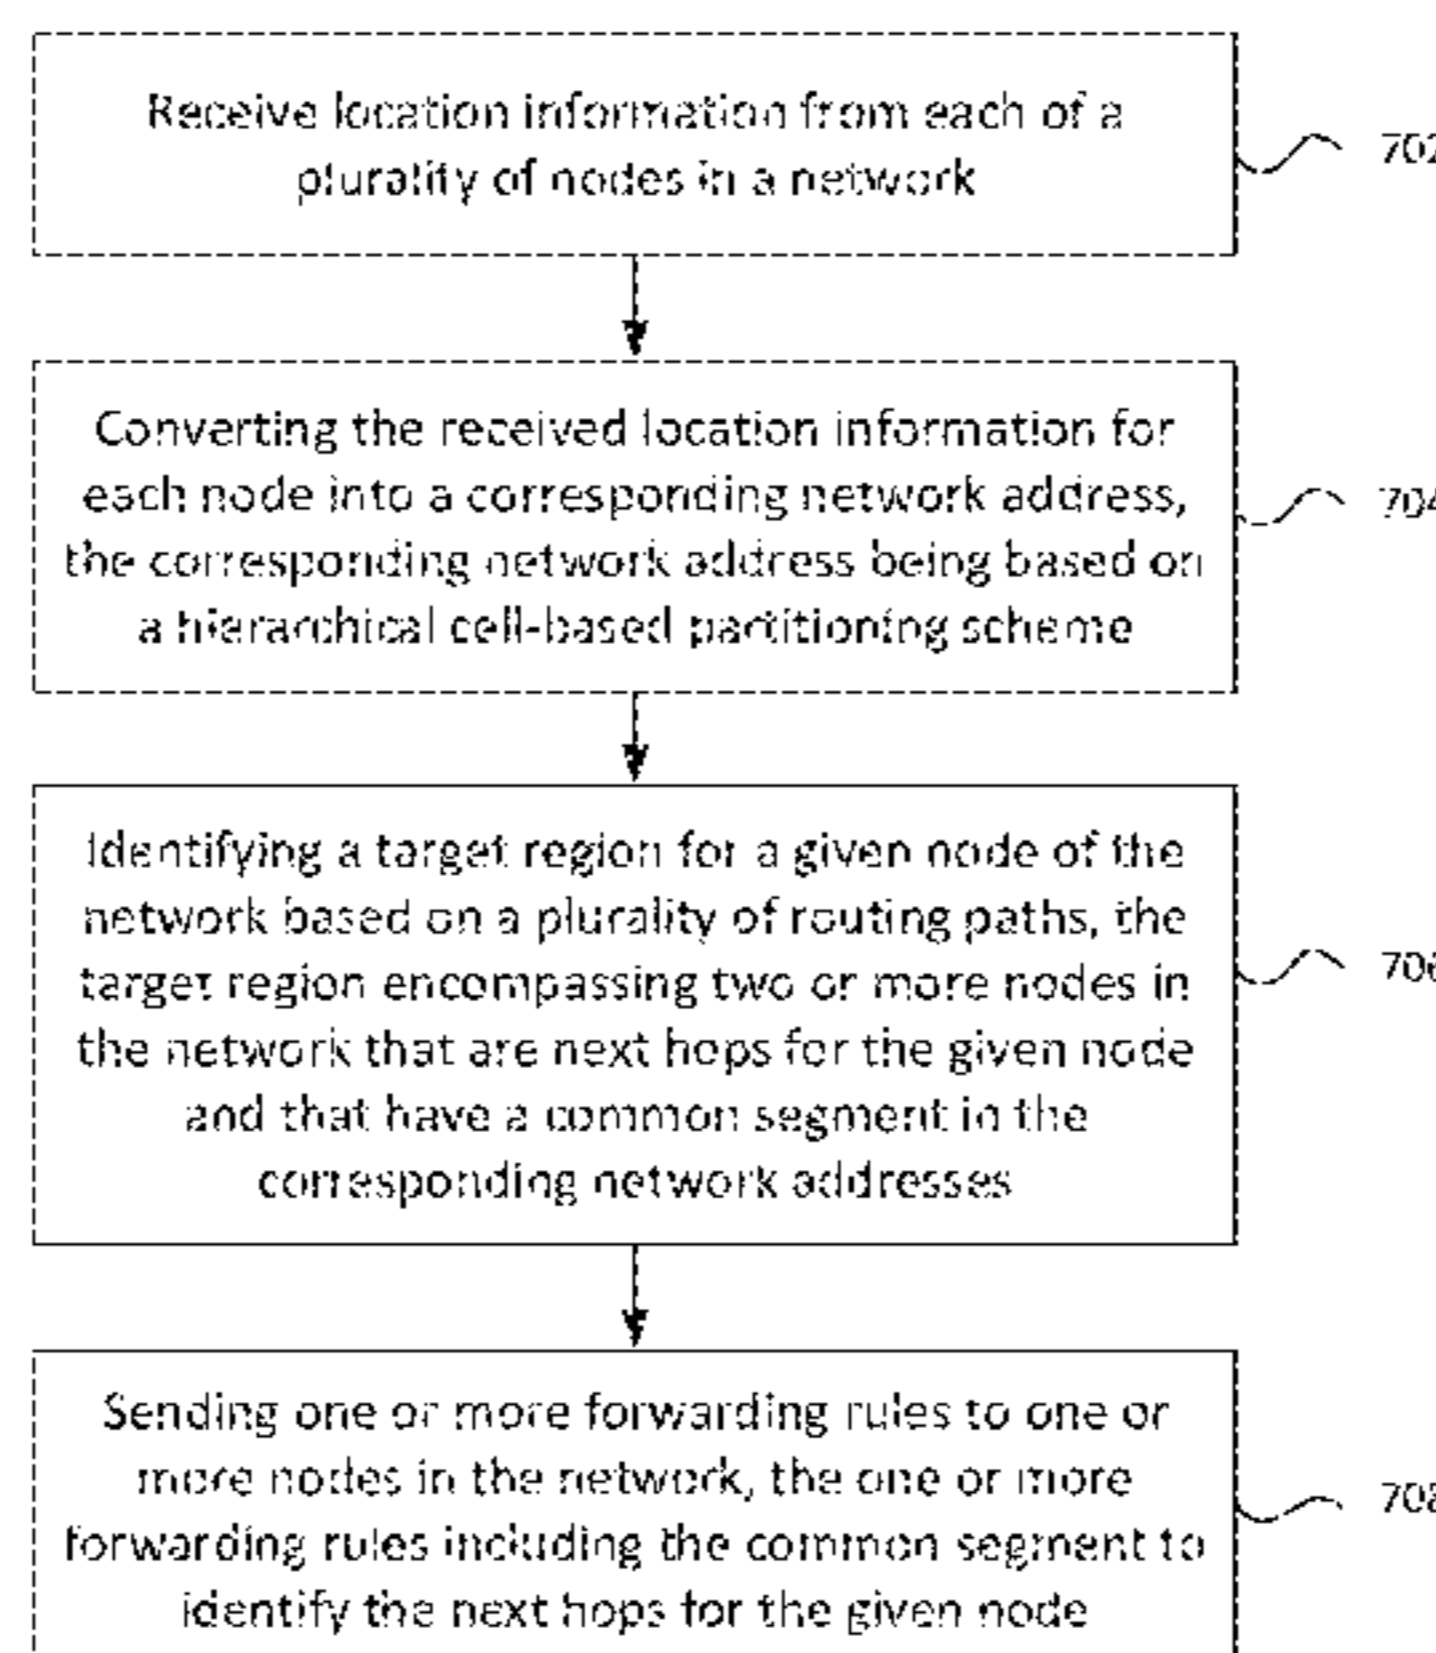 Receive location information from each of a
plurality of nodes in a network
702
Converting the received location information for
each node into a corresponding network address,
the corresponding network address being based on
a hierarchical cell-based partitioning scheme
704
Identifying a target region for a given node of the
network based on a plurality of routing paths, the
target region encompassing two or more nodes in
the network that are next hops for the given node
and that have a common segment in the
corresponding network addresses
706
Sending one or more forwarding rules to one or
more nodes in the network, the one or more
forwarding rules including the common segment to
identify the next hops for the given node
708